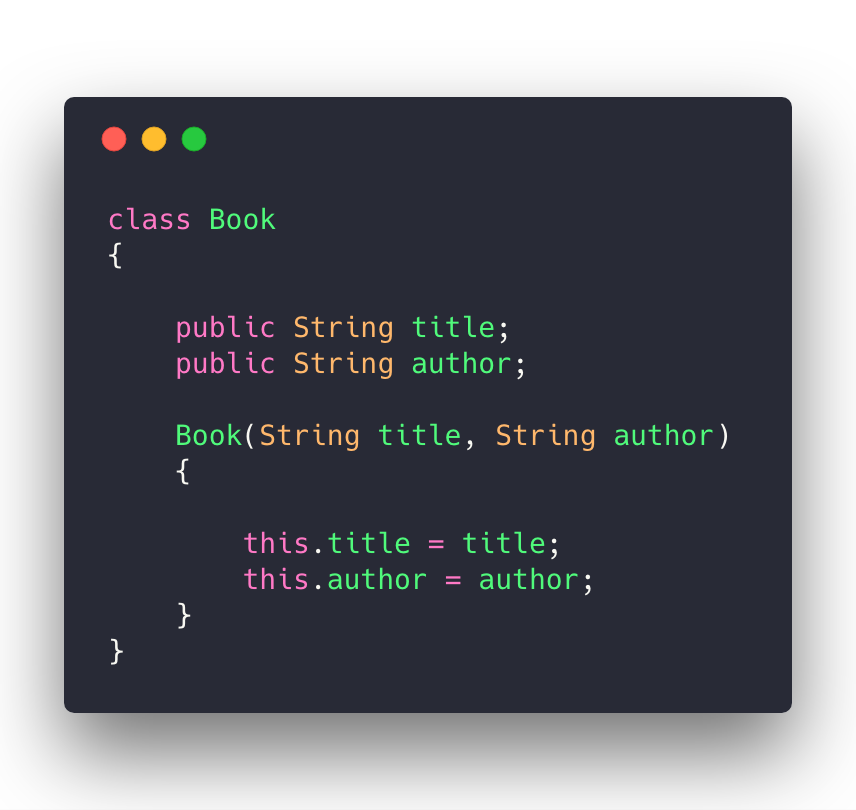 class Book
{
public String title;
public String author;
Book(String title, String author)
{
this.title = title;
this.author = author;
}
}